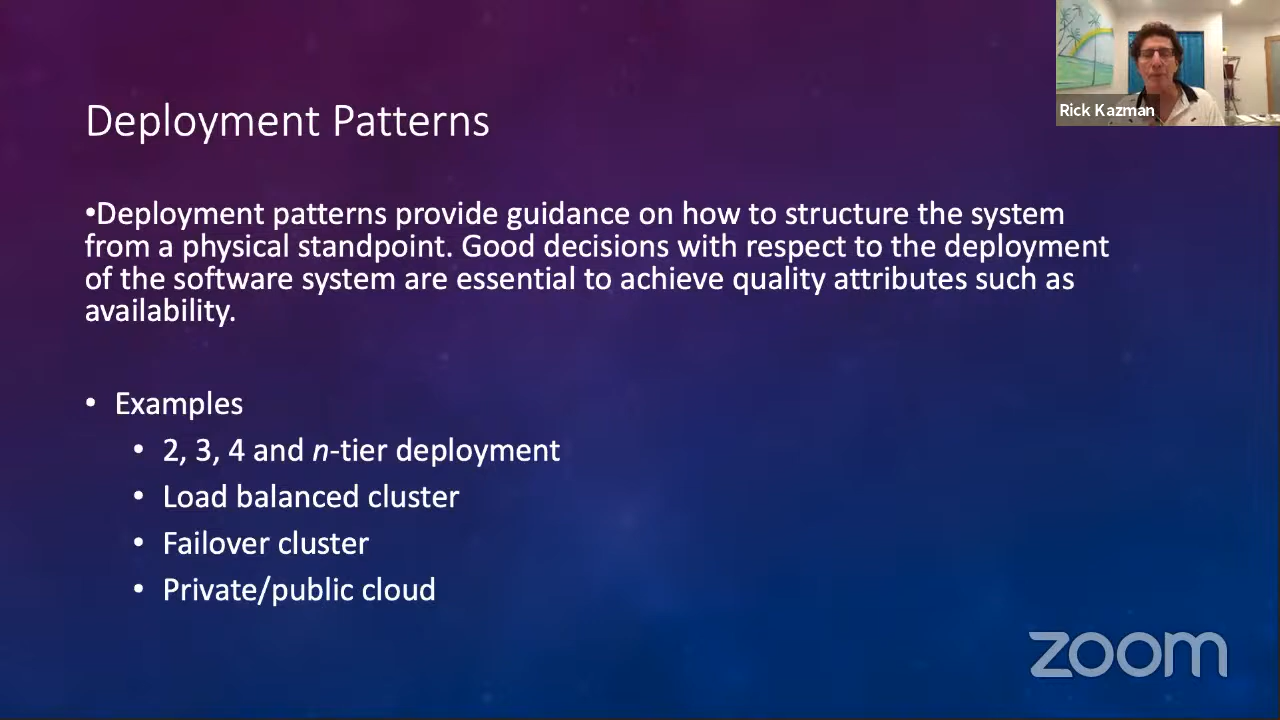 Rick Kazman
Deployment Patterns
•Deployment patterns provide guidance on how to structure the system
from a physical standpoint. Good decisions with respect to the deployment
of the software system are essential to achieve quality attributes such as
availability.
• Examples
• 2, 3, 4 and n-tier deployment
• Load balanced cluster
• Failover cluster
• Private/public cloud
zoom